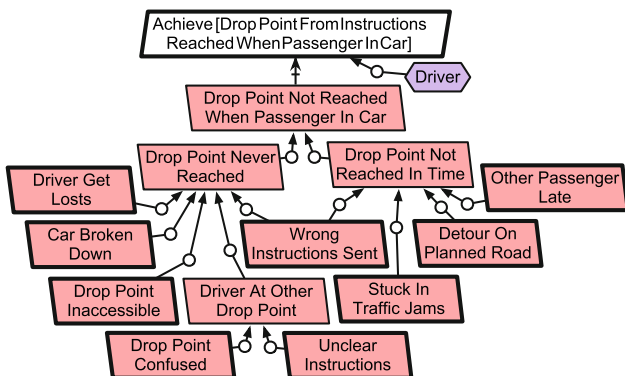 Achieve [Drop Point From Instructions
Reached When Passenger In Car]
Driver
Drop Point Not Reached
When Passenger In Car
Drop Point Never
Reached
Drop Point Not
Reached In Time
Driver Get
Losts
Other Passenger
Late
Car Broken
Down
Wrong
Instructions Sent
Detour On
Planned Road
Drop Point
Inaccessible
Driver At Other
Drop Point
Stuck In
Traffic Jams
Drop Point
Confused
Unclear
Instructions